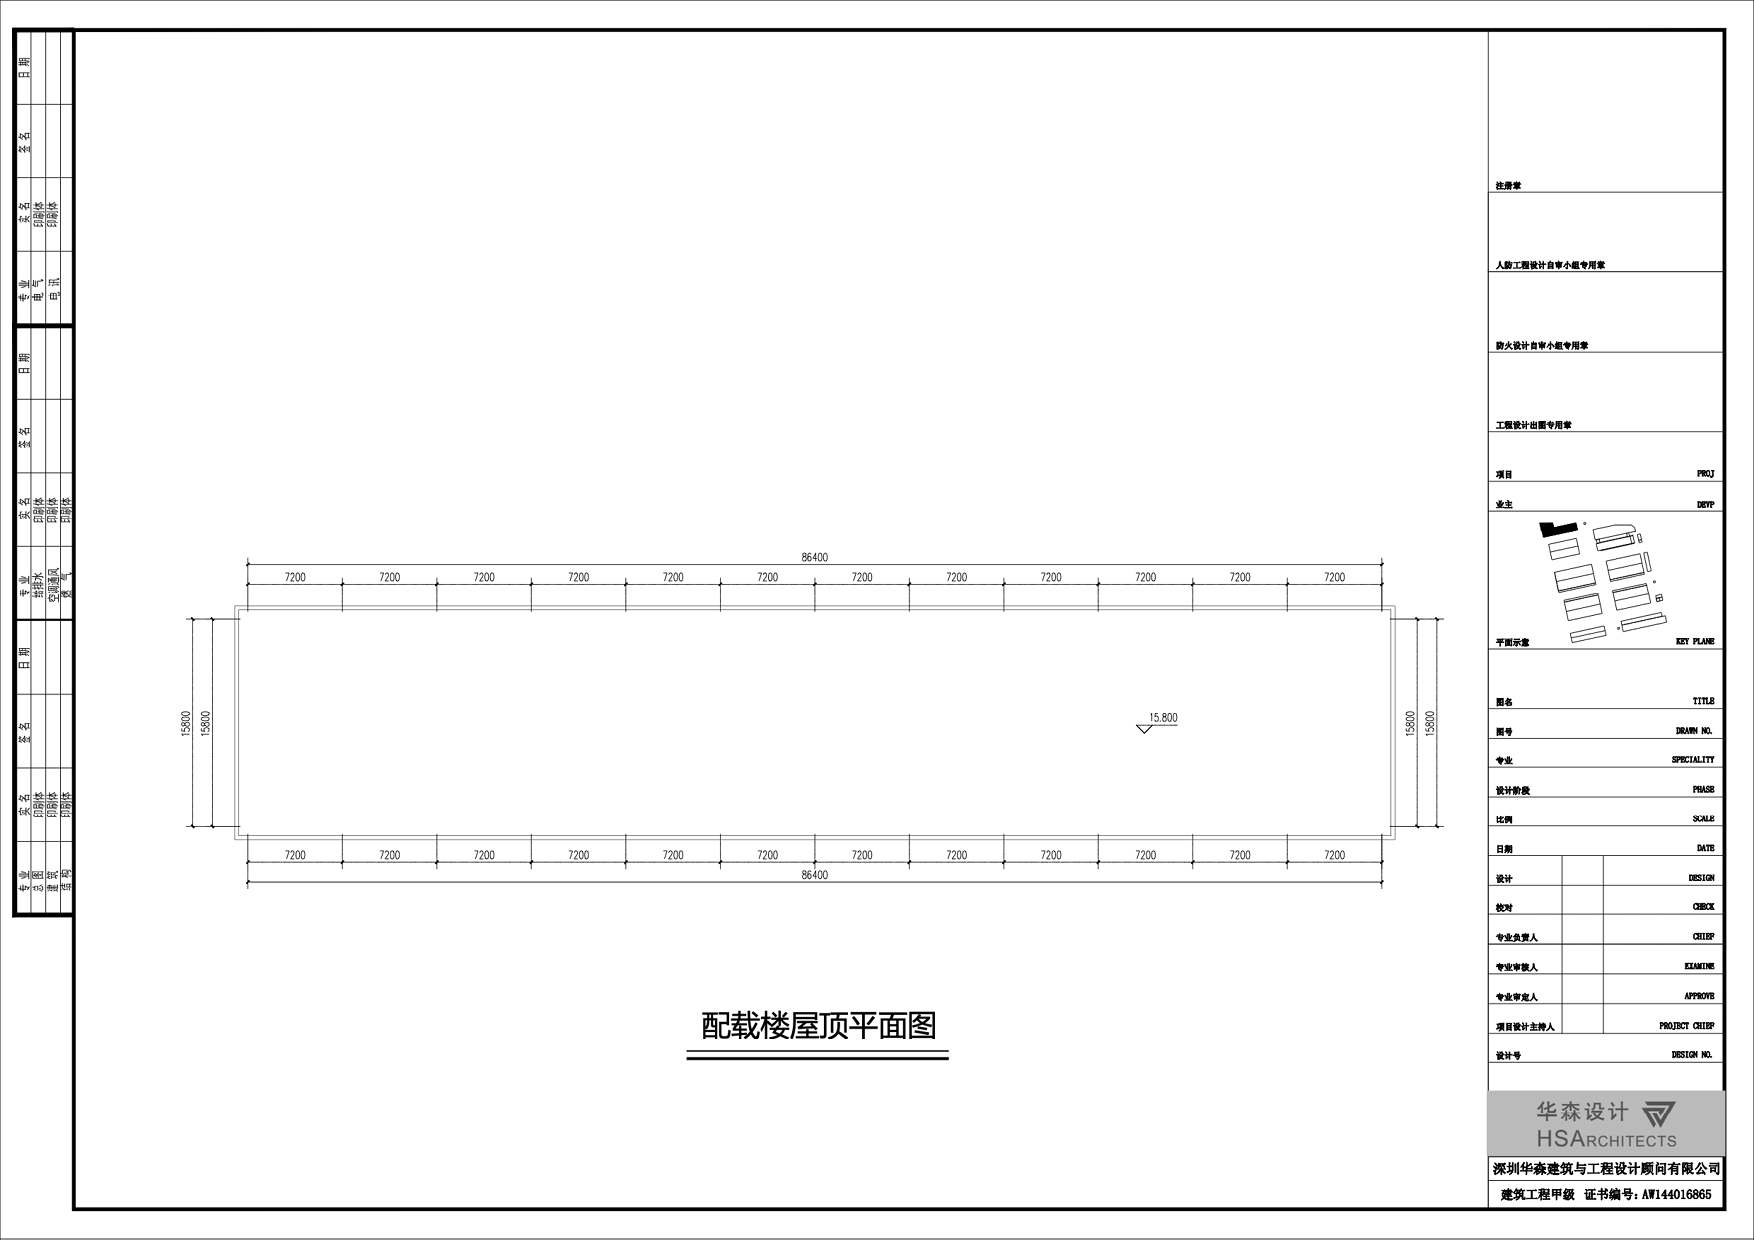 日期
签名
实名 印刷体 印刷体
专业 电气 电讯
日期
签名
实名 印刷体 印刷体 印刷体
专业 给排水 空调通风 燃气
日期
签名
实名 印刷体 印刷体 印刷体
专业 总图 建筑 结构
86400
7200 7200 7200 7200 7200 7200 7200 7200 7200 7200 7200 7200
15800 15800
15.800
15800 15800
7200 7200 7200 7200 7200 7200 7200 7200 7200 7200 7200 7200
86400
配载楼屋顶平面图
注册章
人防工程设计自审小组专用章
防火设计自审小组专用章
工程设计出图专用章
项目 PROJ
业主 DEVP
平面示意 KEY PLANE
图名 TITLE
图号 DRAWN NO.
专业 SPECIALITY
设计阶段 PHASE
比例 SCALE
日期 DATE
设计 DESIGN
校对 CHECK
专业负责人 CHIEF
专业审核人 EXAMINE
专业审定人 APPROVE
项目设计主持人 PROJECT CHIEF
设计号 DESIGN NO.
华森设计
HSARCHITECTS
深圳华森建筑与工程设计顾问有限公司
建筑工程甲级 证书编号: AW144016865